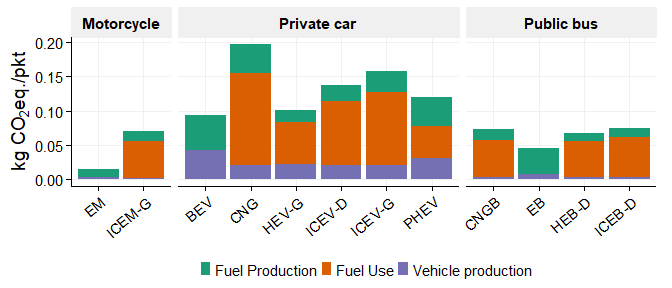 Motorcycle Private car Public bus
kg CO₂eq./pkt
0.20
0.15
0.10
0.05
0.00
EM ICEM-G BEV CNG HEV-G ICEV-D ICEV-G PHEV CNGB EB HEB-D ICEB-D
Fuel Production Fuel Use Vehicle production